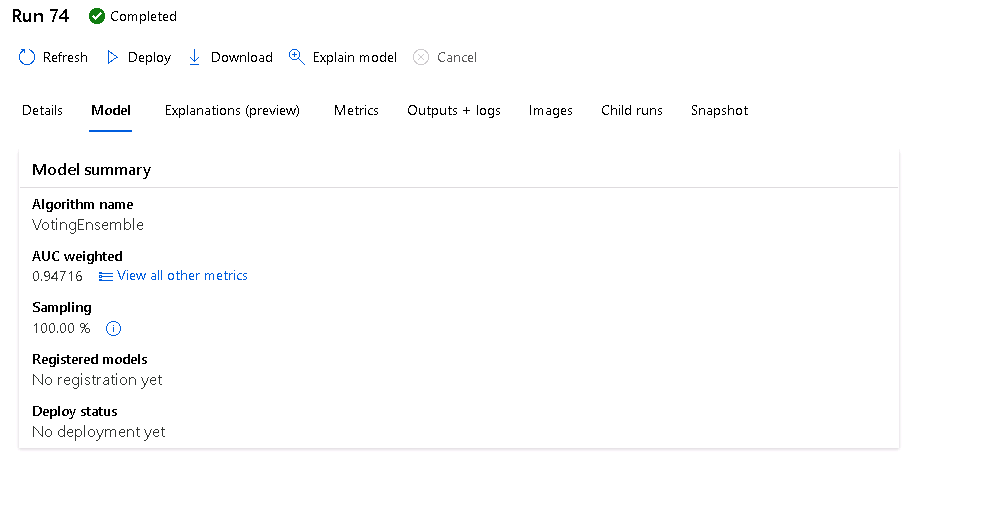 Run 74 Completed
Refresh Deploy Download Explain model Cancel
Details Model Explanations (preview) Metrics Outputs + logs Images Child runs Snapshot
Model summary
Algorithm name
VotingEnsemble
AUC weighted
0.94716 View all other metrics
Sampling
100.00 %
Registered models
No registration yet
Deploy status
No deployment yet